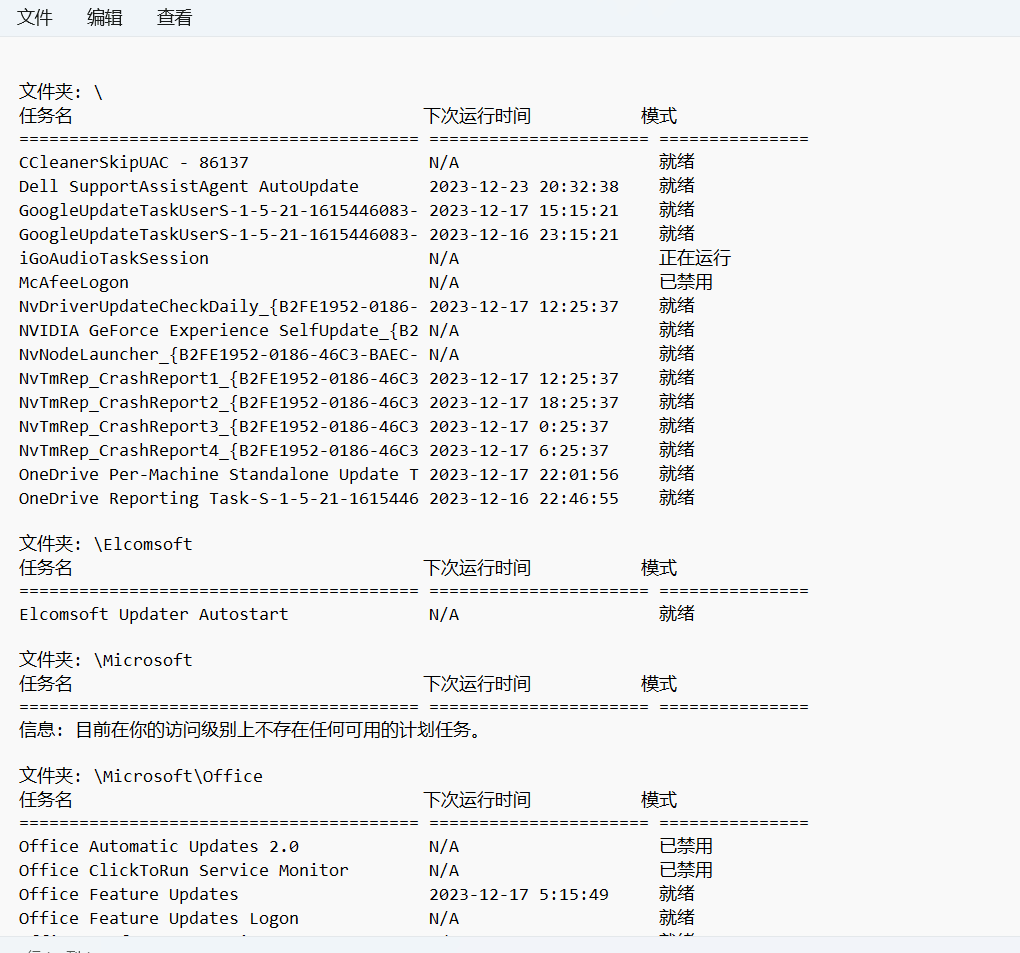 文件 编辑 查看
文件夹: \
任务名 下次运行时间 模式
======================================== ====================== ===============
CCleanerSkipUAC - 86137 N/A 就绪
Dell SupportAssistAgent AutoUpdate 2023-12-23 20:32:38 就绪
GoogleUpdateTaskUserS-1-5-21-1615446083- 2023-12-17 15:15:21 就绪
GoogleUpdateTaskUserS-1-5-21-1615446083- 2023-12-16 23:15:21 就绪
iGoAudioTaskSession N/A 正在运行
McAfeeLogon N/A 已禁用
NvDriverUpdateCheckDaily_{B2FE1952-0186- 2023-12-17 12:25:37 就绪
NVIDIA GeForce Experience SelfUpdate_{B2 N/A 就绪
NvNodeLauncher_{B2FE1952-0186-46C3-BAEC- N/A 就绪
NvTmRep_CrashReport1_{B2FE1952-0186-46C3 2023-12-17 12:25:37 就绪
NvTmRep_CrashReport2_{B2FE1952-0186-46C3 2023-12-17 18:25:37 就绪
NvTmRep_CrashReport3_{B2FE1952-0186-46C3 2023-12-17 0:25:37 就绪
NvTmRep_CrashReport4_{B2FE1952-0186-46C3 2023-12-17 6:25:37 就绪
OneDrive Per-Machine Standalone Update T 2023-12-17 22:01:56 就绪
OneDrive Reporting Task-S-1-5-21-1615446 2023-12-16 22:46:55 就绪
文件夹: \Elcomsoft
任务名 下次运行时间 模式
======================================== ====================== ===============
Elcomsoft Updater Autostart N/A 就绪
文件夹: \Microsoft
任务名 下次运行时间 模式
======================================== ====================== ===============
信息: 目前在你的访问级别上不存在任何可用的计划任务。
文件夹: \Microsoft\Office
任务名 下次运行时间 模式
======================================== ====================== ===============
Office Automatic Updates 2.0 N/A 已禁用
Office ClickToRun Service Monitor N/A 已禁用
Office Feature Updates 2023-12-17 5:15:49 就绪
Office Feature Updates Logon N/A 就绪